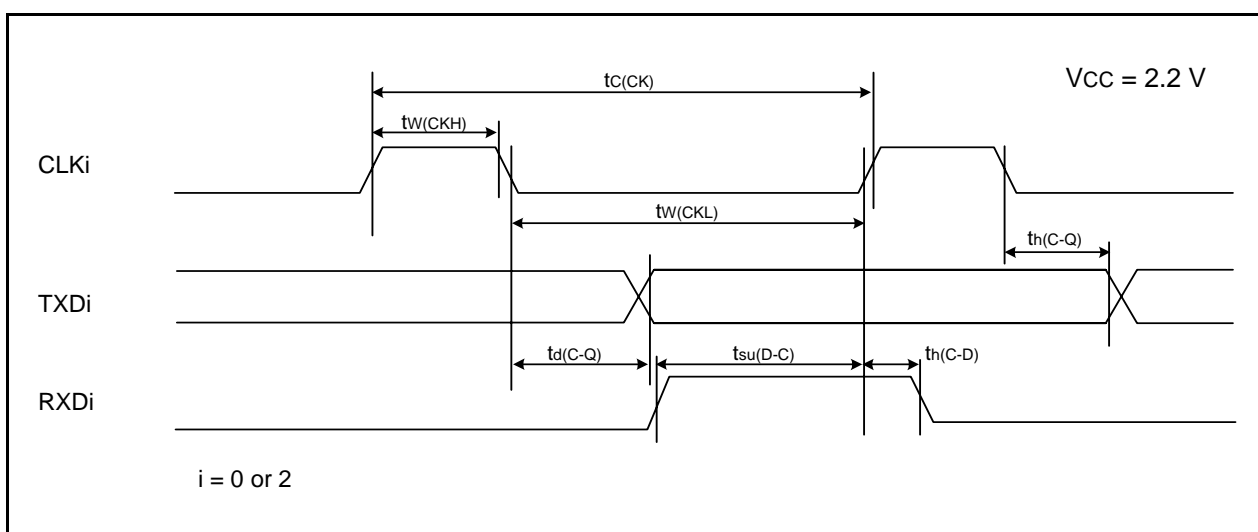 tC(CK)
VCC = 2.2 V
tW(CKH)
CLKi
tW(CKL)
th(C-Q)
TXDi
td(C-Q)
tsu(D-C)
th(C-D)
RXDi
i = 0 or 2